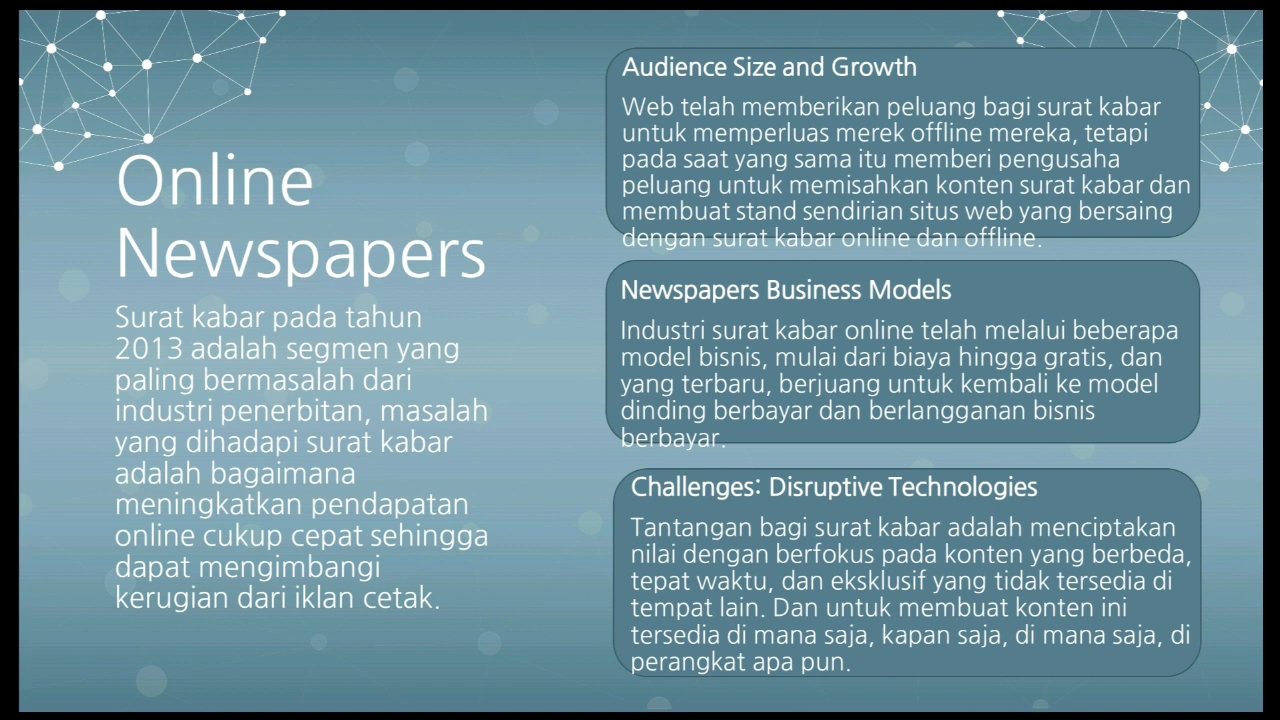 Online
Newspapers
Surat kabar pada tahun
2013 adalah segmen yang
paling bermasalah dari
industri penerbitan, masalah
yang dihadapi surat kabar
adalah bagaimana
meningkatkan pendapatan
online cukup cepat sehingga
dapat mengimbangi
kerugian dari iklan cetak.
Audience Size and Growth
Web telah memberikan peluang bagi surat kabar
untuk memperluas merek offline mereka, tetapi
pada saat yang sama itu memberi pengusaha
peluang untuk memisahkan konten surat kabar dan
membuat stand sendirian situs web yang bersaing
dengan surat kabar online dan offline.
Newspapers Business Models
Industri surat kabar online telah melalui beberapa
model bisnis, mulai dari biaya hingga gratis, dan
yang terbaru, berjuang untuk kembali ke model
dinding berbayar dan berlangganan bisnis
berbayar.
Challenges: Disruptive Technologies
Tantangan bagi surat kabar adalah menciptakan
nilai dengan berfokus pada konten yang berbeda,
tepat waktu, dan eksklusif yang tidak tersedia di
tempat lain. Dan untuk membuat konten ini
tersedia di mana saja, kapan saja, di mana saja, di
perangkat apa pun.